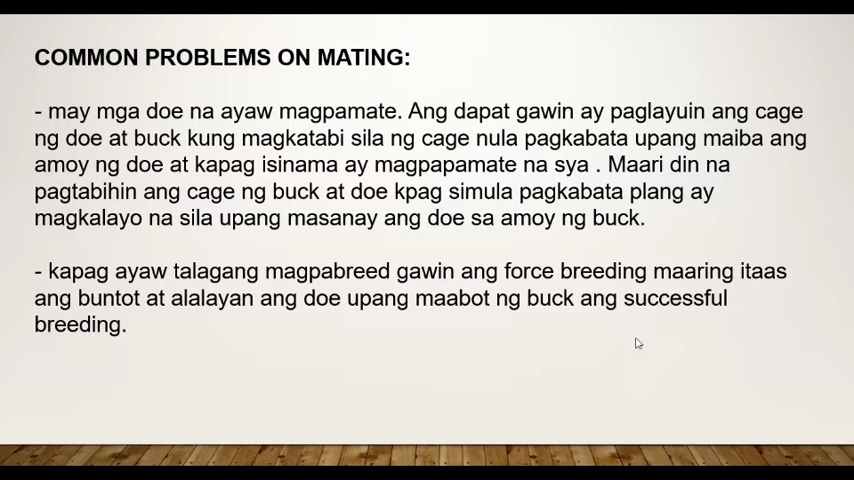 COMMON PROBLEMS ON MATING:
- may mga doe na ayaw magpamate. Ang dapat gawin ay paglayuin ang cage
ng doe at buck kung magkatabi sila ng cage nula pagkabata upang maiba ang
amoy ng doe at kapag isinama ay magpapamate na sya . Maari din na
pagtabihin ang cage ng buck at doe kpag simula pagkabata plang ay
magkalayo na sila upang masanay ang doe sa amoy ng buck.
- kapag ayaw talagang magpabreed gawin ang force breeding maaring itaas
ang buntot at alalayan ang doe upang maabot ng buck ang successful
breeding.